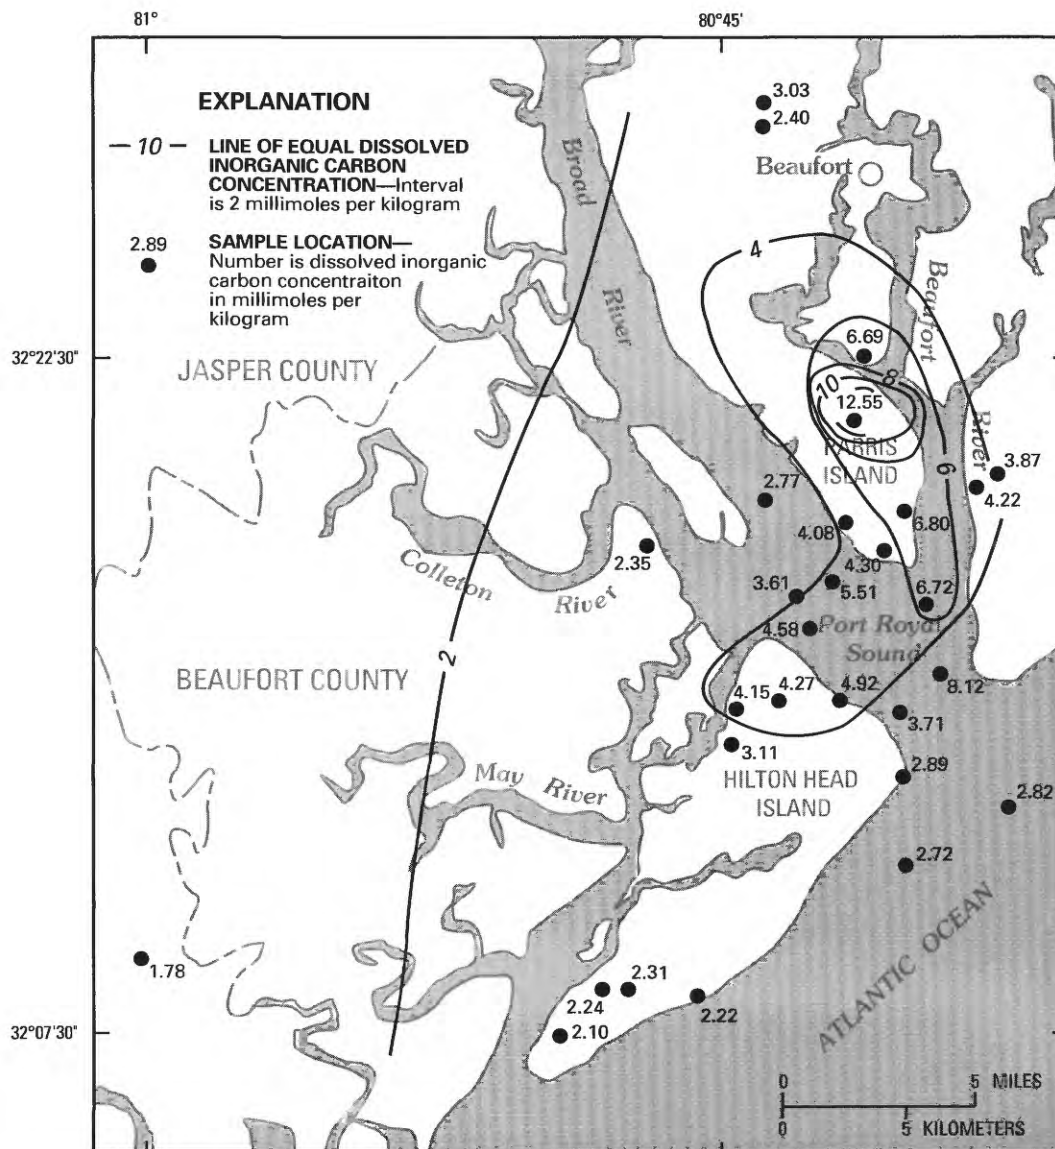 81°
80°45'
EXPLANATION
— 10 — LINE OF EQUAL DISSOLVED
INORGANIC CARBON
CONCENTRATION—Interval
is 2 millimoles per kilogram
2.89
SAMPLE LOCATION—
Number is dissolved inorganic
carbon concentraiton
in millimoles per
kilogram
3.03
2.40
Beaufort
Broad
River
4
Beaufort
River
32°22'30"
JASPER COUNTY
6.69
8
10
12.55
PARRIS
ISLAND
6
3.87
4.22
2.77
6.80
4.08
4.30
2.35
Colleton
River
3.61
5.51
6.72
4.58
Port Royal
Sound
2
BEAUFORT COUNTY
8.12
4.15
4.27
4.92
3.71
3.11
2.89
HILTON HEAD
ISLAND
May River
2.82
2.72
ATLANTIC OCEAN
1.78
2.31
2.24
2.22
2.10
32°07'30"
0 5 MILES
0 5 KILOMETERS